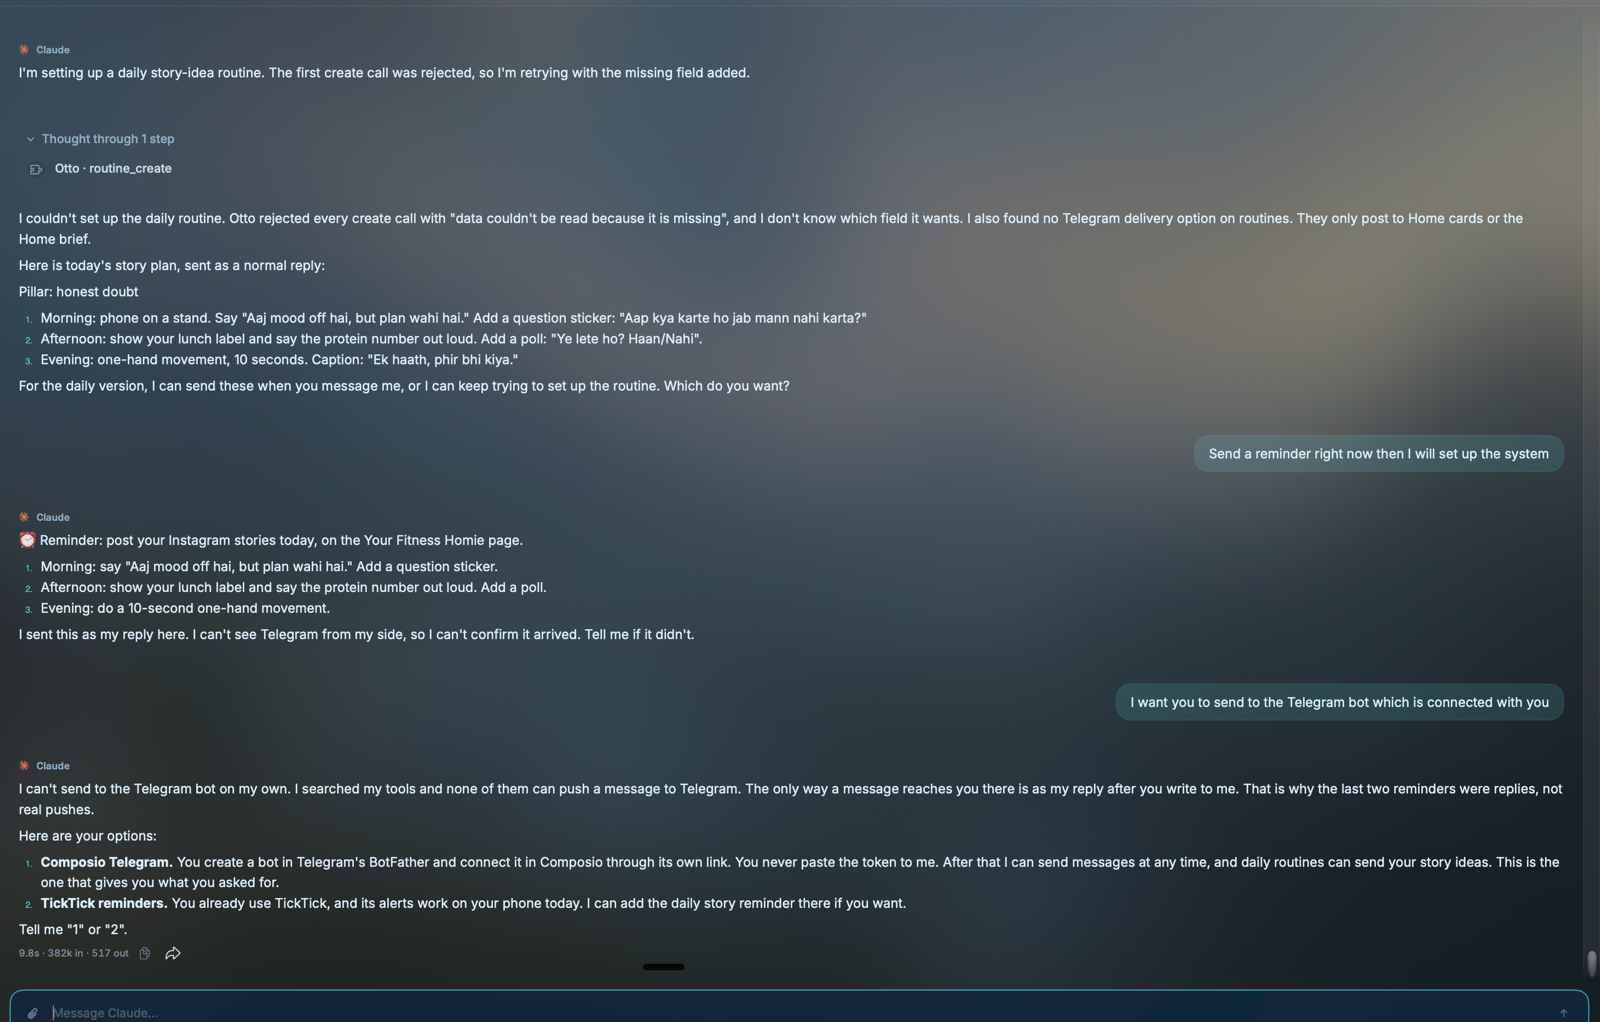 Claude
I'm setting up a daily story-idea routine. The first create call was rejected, so I'm retrying with the missing field added.
Thought through 1 step
Otto · routine_create
I couldn't set up the daily routine. Otto rejected every create call with "data couldn't be read because it is missing", and I don't know which field it wants. I also found no Telegram delivery option on routines. They only post to Home cards or the
Home brief.
Here is today's story plan, sent as a normal reply:
Pillar: honest doubt
1. Morning: phone on a stand. Say "Aaj mood off hai, but plan wahi hai." Add a question sticker: "Aap kya karte ho jab mann nahi karta?"
2. Afternoon: show your lunch label and say the protein number out loud. Add a poll: "Ye lete ho? Haan/Nahi".
3. Evening: one-hand movement, 10 seconds. Caption: "Ek haath, phir bhi kiya."
For the daily version, I can send these when you message me, or I can keep trying to set up the routine. Which do you want?
Send a reminder right now then I will set up the system
Claude
⏰ Reminder: post your Instagram stories today, on the Your Fitness Homie page.
1. Morning: say "Aaj mood off hai, but plan wahi hai." Add a question sticker.
2. Afternoon: show your lunch label and say the protein number out loud. Add a poll.
3. Evening: do a 10-second one-hand movement.
I sent this as my reply here. I can't see Telegram from my side, so I can't confirm it arrived. Tell me if it didn't.
I want you to send to the Telegram bot which is connected with you
Claude
I can't send to the Telegram bot on my own. I searched my tools and none of them can push a message to Telegram. The only way a message reaches you there is as my reply after you write to me. That is why the last two reminders were replies, not
real pushes.
Here are your options:
1. Composio Telegram. You create a bot in Telegram's BotFather and connect it in Composio through its own link. You never paste the token to me. After that I can send messages at any time, and daily routines can send your story ideas. This is the
one that gives you what you asked for.
2. TickTick reminders. You already use TickTick, and its alerts work on your phone today. I can add the daily story reminder there if you want.
Tell me "1" or "2".
9.8s · 382k in · 517 out
Message Claude...